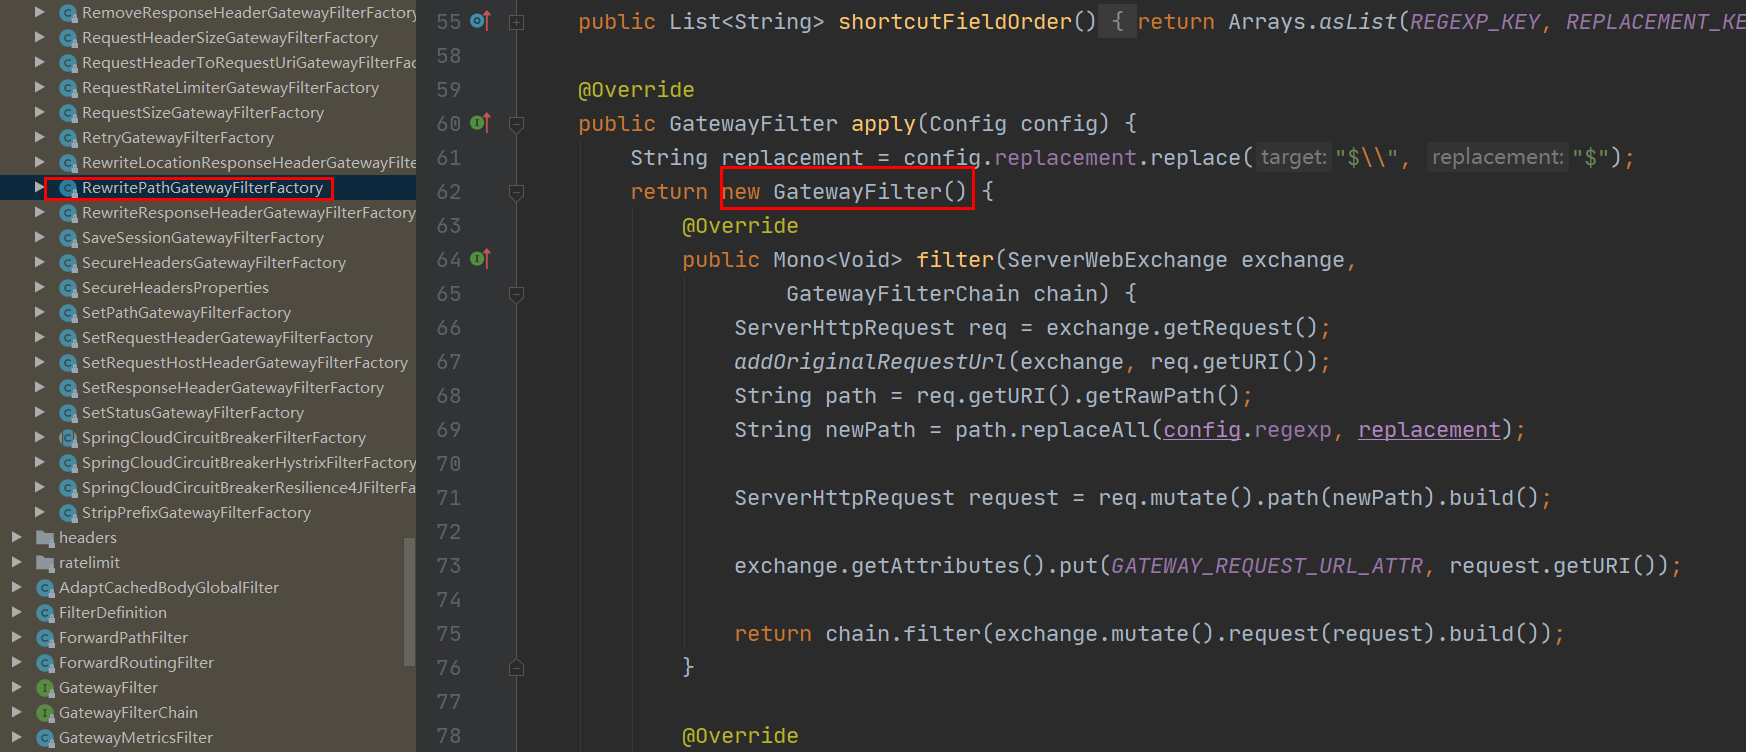 RemoveResponseHeaderGatewayFilterFactory
RequestHeaderSizeGatewayFilterFactory
RequestHeaderToRequestUriGatewayFilterFac
RequestRateLimiterGatewayFilterFactory
RequestSizeGatewayFilterFactory
RetryGatewayFilterFactory
RewriteLocationResponseHeaderGatewayFilte
RewritePathGatewayFilterFactory
RewriteResponseHeaderGatewayFilterFactory
SaveSessionGatewayFilterFactory
SecureHeadersGatewayFilterFactory
SecureHeadersProperties
SetPathGatewayFilterFactory
SetRequestHeaderGatewayFilterFactory
SetRequestHostHeaderGatewayFilterFactory
SetResponseHeaderGatewayFilterFactory
SetStatusGatewayFilterFactory
SpringCloudCircuitBreakerFilterFactory
SpringCloudCircuitBreakerHystrixFilterFactory
SpringCloudCircuitBreakerResilience4JFilterFa
StripPrefixGatewayFilterFactory
headers
ratelimit
AdaptCachedBodyGlobalFilter
FilterDefinition
ForwardPathFilter
ForwardRoutingFilter
GatewayFilter
GatewayFilterChain
GatewayMetricsFilter
55 public List<String> shortcutFieldOrder() { return Arrays.asList(REGEXP_KEY, REPLACEMENT_KE
58
59 @Override
60 public GatewayFilter apply(Config config) {
61 String replacement = config.replacement.replace( target: "$\\", replacement: "$");
62 return new GatewayFilter() {
63 @Override
64 public Mono<Void> filter(ServerWebExchange exchange,
65 GatewayFilterChain chain) {
66 ServerHttpRequest req = exchange.getRequest();
67 addOriginalRequestUrl(exchange, req.getURI());
68 String path = req.getURI().getRawPath();
69 String newPath = path.replaceAll(config.regexp, replacement);
70
71 ServerHttpRequest request = req.mutate().path(newPath).build();
72
73 exchange.getAttributes().put(GATEWAY_REQUEST_URL_ATTR, request.getURI());
74
75 return chain.filter(exchange.mutate().request(request).build());
76 }
77
78 @Override